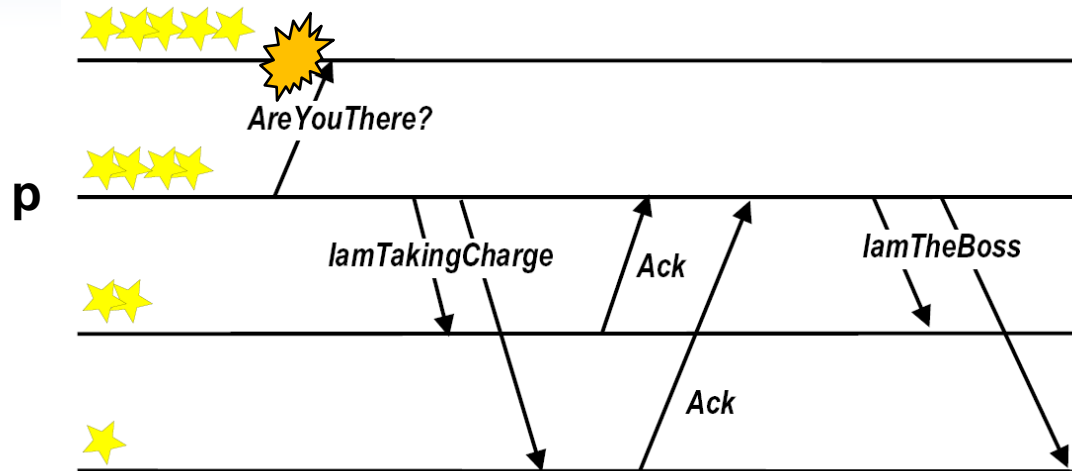 AreYouThere?
p
IamTakingCharge
Ack
IamTheBoss
Ack